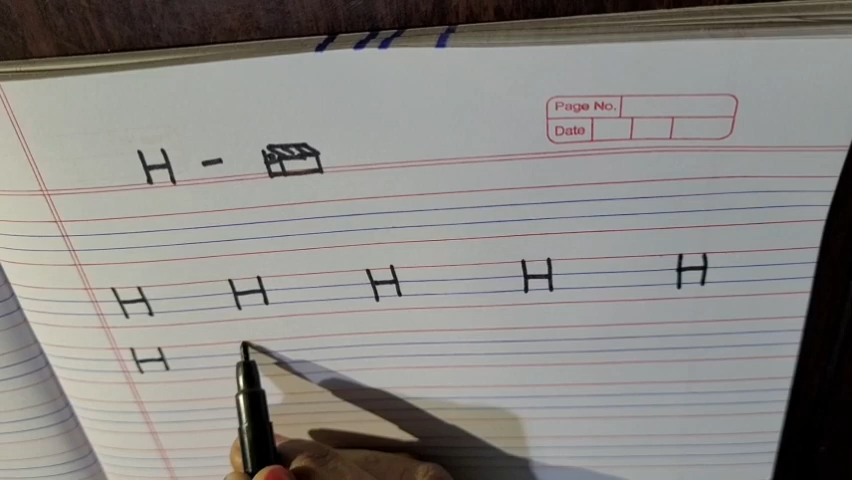 Page No.
Date
H -
H H H H H
H